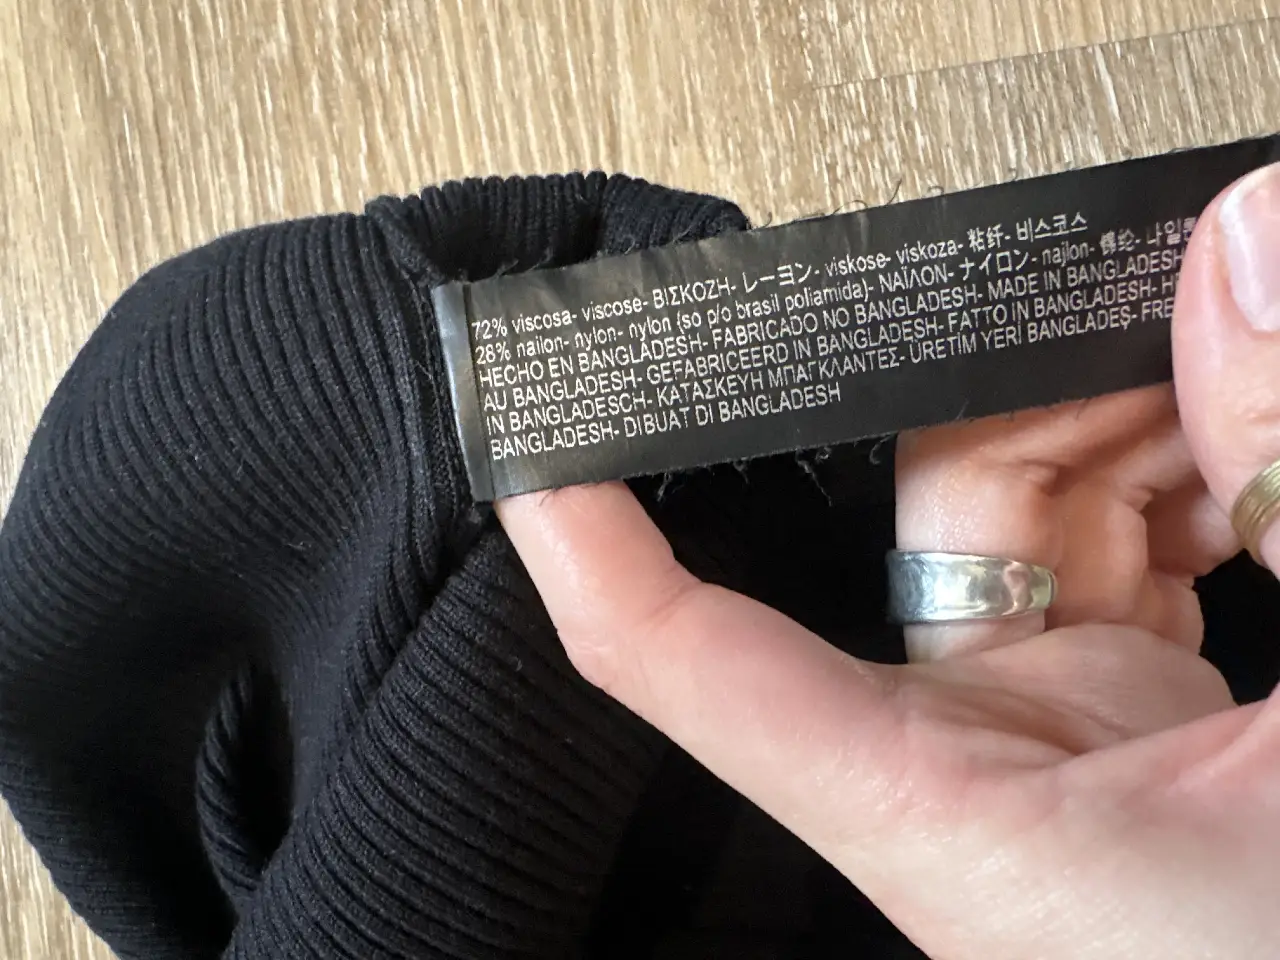 72% viscosa- viscose- ΒΙΣΚΟΖΗ- レーヨン- viskose- viskoza- 粘纤- 비스코스
28% nailon- nylon- nylon (so p/o brasil poliamida)- ΝΑΪΛΟΝ- ナイロン- najlon- 锦纶- 나일론
HECHO EN BANGLADESH- FABRICADO NO BANGLADESH- MADE IN BANGLADESH
AU BANGLADESH- GEFABRICEERD IN BANGLADESH- FATTO IN BANGLADESH-
IN BANGLADESCH- ΚΑΤΑΣΚΕΥΗ ΜΠΑΓΚΛΑΝΤΕΣ- ÜRETİM YERİ BANGLADEŞ-
BANGLADESH- DIBUAT DI BANGLADESH